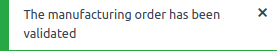 The manufacturing order has been
validated